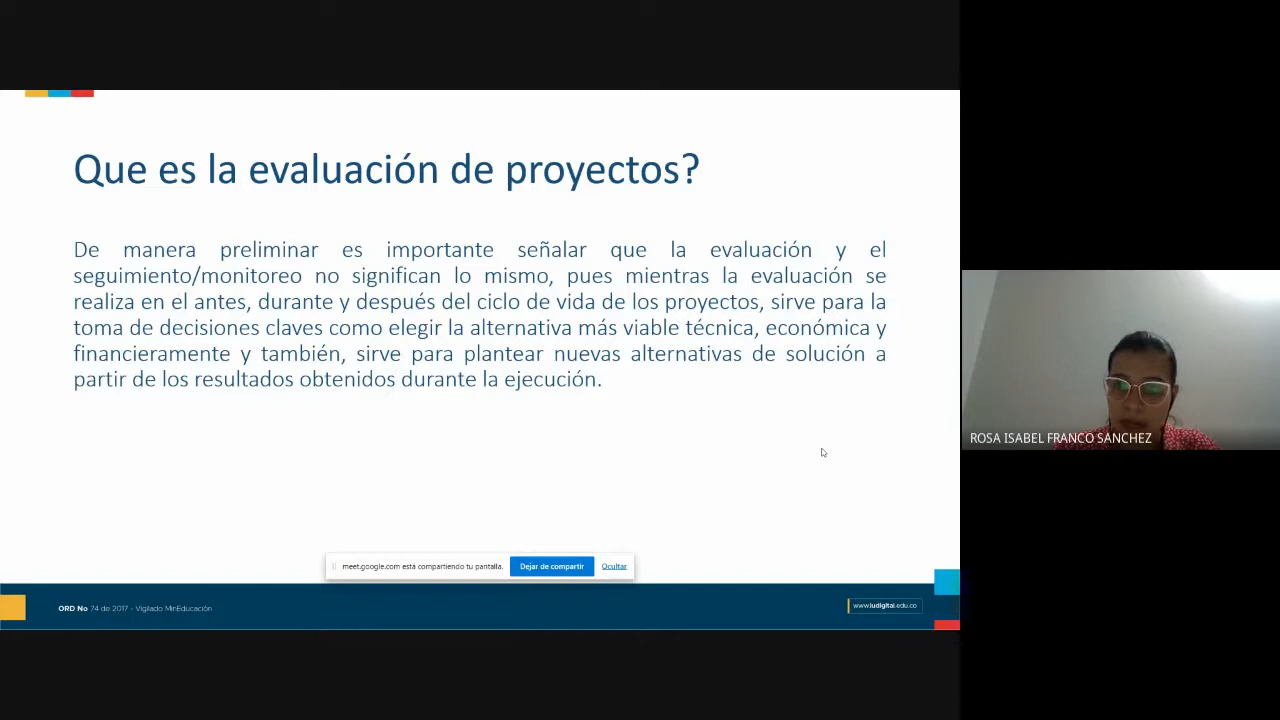 Que es la evaluación de proyectos?
De manera preliminar es importante señalar que la evaluación y el
seguimiento/monitoreo no significan lo mismo, pues mientras la evaluación se
realiza en el antes, durante y después del ciclo de vida de los proyectos, sirve para la
toma de decisiones claves como elegir la alternativa más viable técnica, económica y
financieramente y también, sirve para plantear nuevas alternativas de solución a
partir de los resultados obtenidos durante la ejecución.
ROSA ISABEL FRANCO SANCHEZ
meet.google.com está compartiendo tu pantalla.
Dejar de compartir
Ocultar
ORD No 74 de 2017 - Vigilado MinEducación
www.iudigital.edu.co